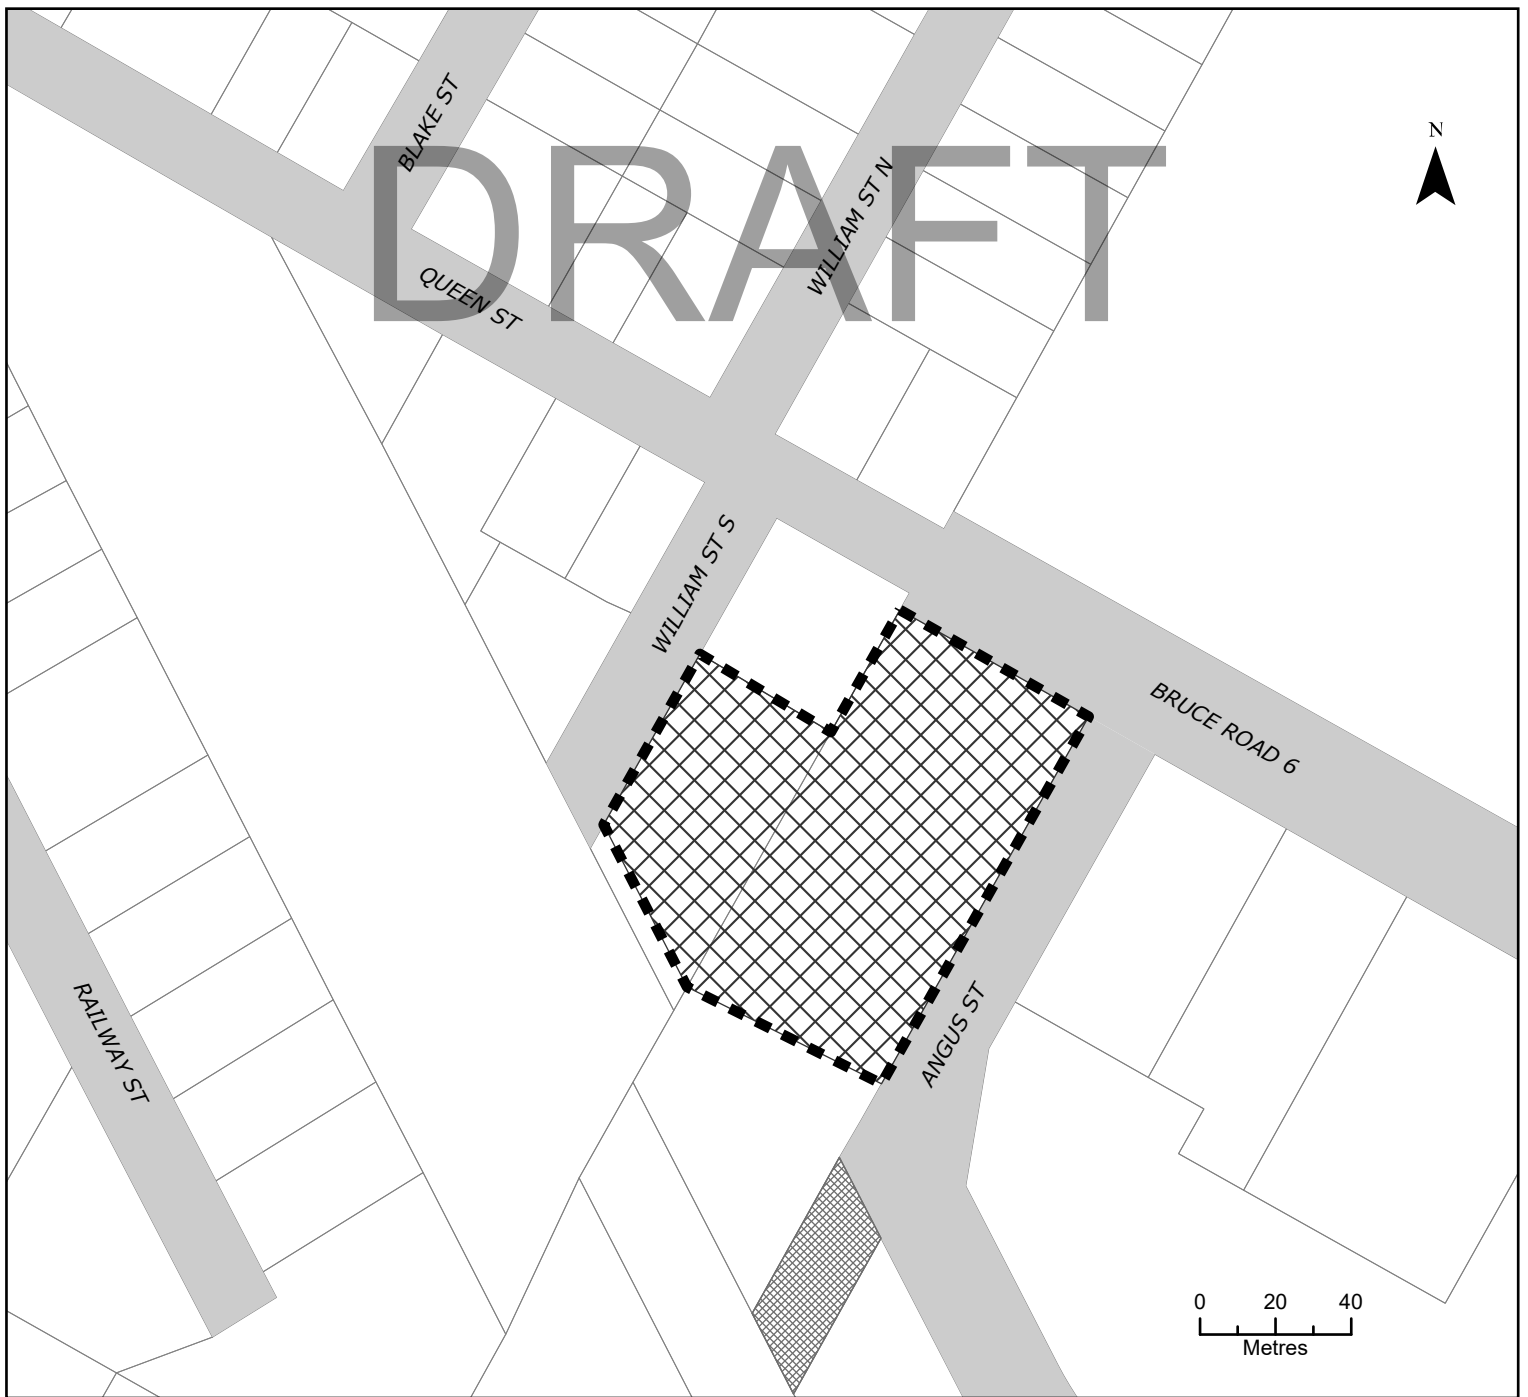 BLAKE ST
N
DRAFT
WILLIAM ST N
QUEEN ST
WILLIAM ST S
BRUCE ROAD 6
RAILWAY ST
ANGUS ST
0 20 40
Metres